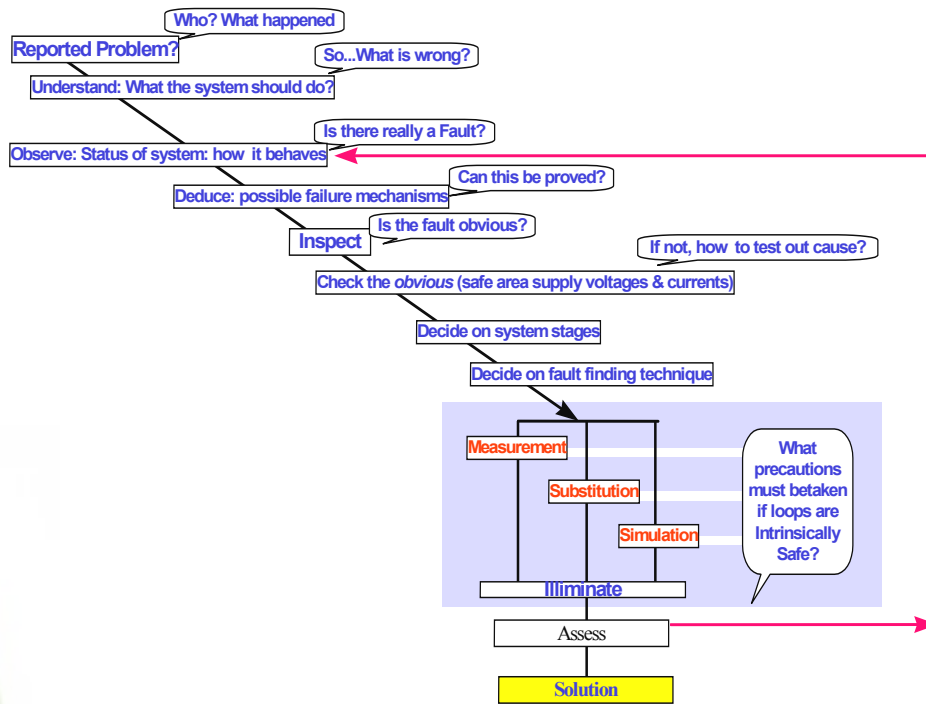 Who? What happened
Reported Problem?
So...What is wrong?
Understand: What the system should do?
Is there really a Fault?
Observe: Status of system: how it behaves
Can this be proved?
Deduce: possible failure mechanisms
Is the fault obvious?
Inspect
If not, how to test out cause?
Check the obvious (safe area supply voltages & currents)
Decide on system stages
Decide on fault finding technique
Measurement
Substitution
Simulation
What
precautions
must betaken
if loops are
Intrinsically
Safe?
Illiminate
Assess
Solution